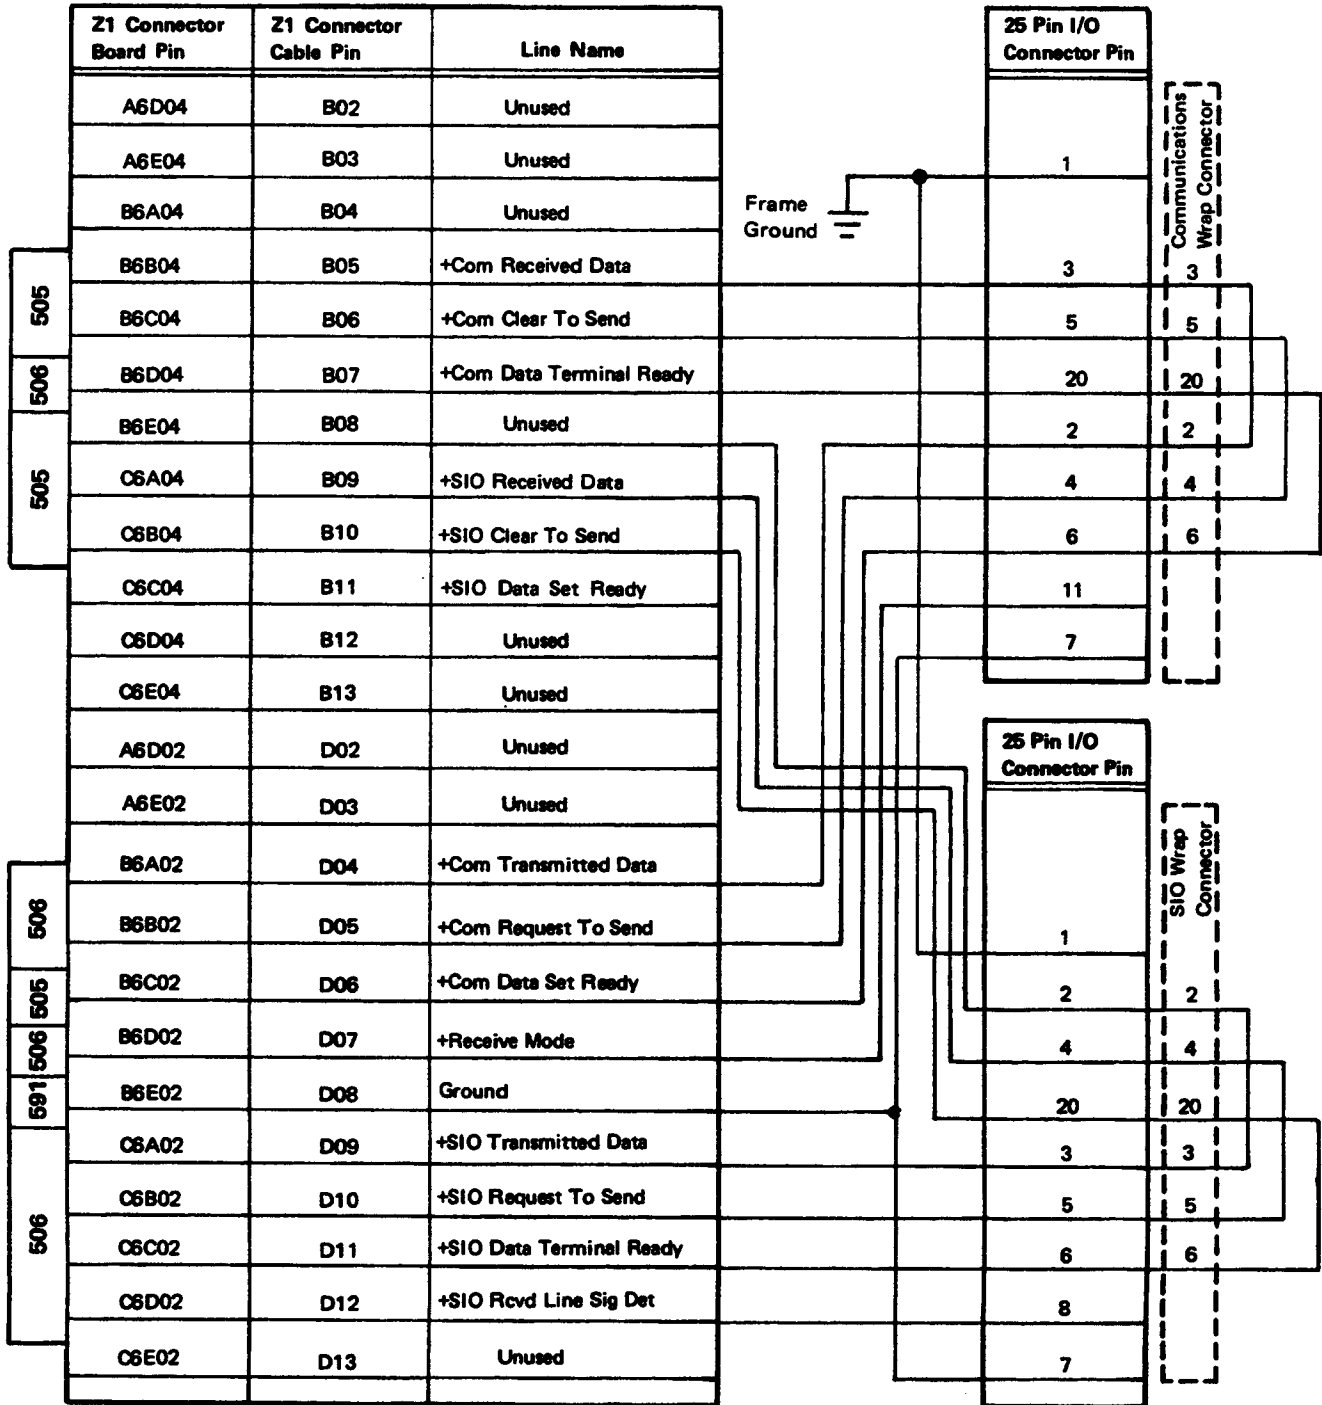 Z1 Connector Board Pin | Z1 Connector Cable Pin | Line Name
A6D04 B02 Unused
A6E04 B03 Unused
B6A04 B04 Unused
B6B04 B05 +Com Received Data
B6C04 B06 +Com Clear To Send
B6D04 B07 +Com Data Terminal Ready
B6E04 B08 Unused
C6A04 B09 +SIO Received Data
C6B04 B10 +SIO Clear To Send
C6C04 B11 +SIO Data Set Ready
C6D04 B12 Unused
C6E04 B13 Unused
A6D02 D02 Unused
A6E02 D03 Unused
B6A02 D04 +Com Transmitted Data
B6B02 D05 +Com Request To Send
B6C02 D06 +Com Data Set Ready
B6D02 D07 +Receive Mode
B6E02 D08 Ground
C6A02 D09 +SIO Transmitted Data
C6B02 D10 +SIO Request To Send
C6C02 D11 +SIO Data Terminal Ready
C6D02 D12 +SIO Rcvd Line Sig Det
C6E02 D13 Unused
505
506
505
506
505
506
591
506
Frame
Ground
25 Pin I/O
Connector Pin
1
3
5
20
2
4
6
11
7
Communications
Wrap Connector
3
5
20
2
4
6
25 Pin I/O
Connector Pin
1
2
4
20
3
5
6
8
7
SIO Wrap
Connector
2
4
20
3
5
6